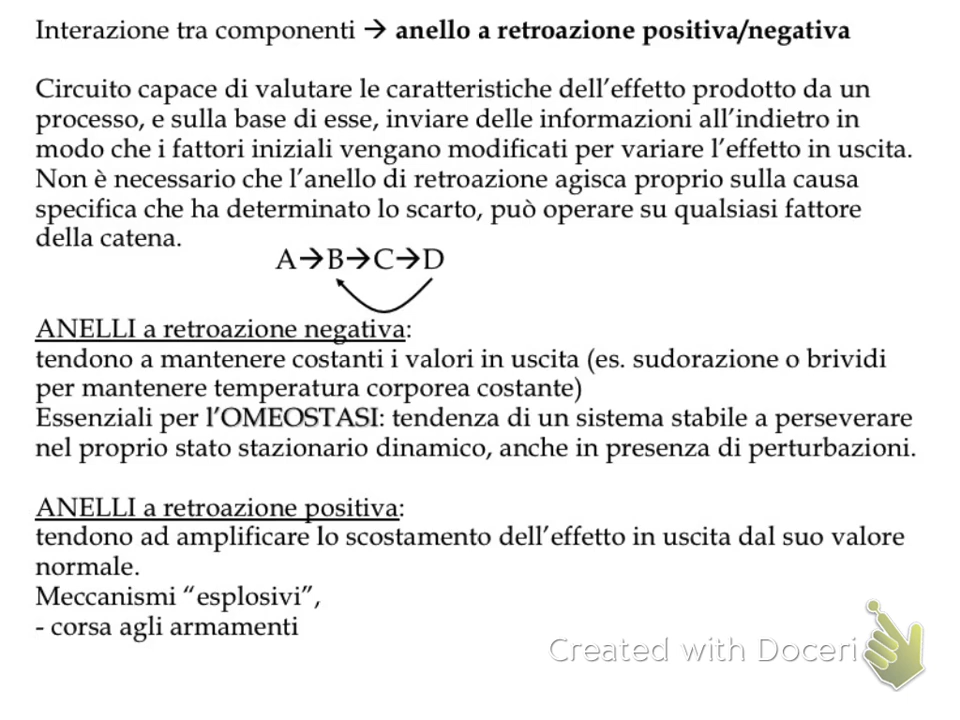 Interazione tra componenti → anello a retroazione positiva/negativa
Circuito capace di valutare le caratteristiche dell’effetto prodotto da un
processo, e sulla base di esse, inviare delle informazioni all’indietro in
modo che i fattori iniziali vengano modificati per variare l’effetto in uscita.
Non è necessario che l’anello di retroazione agisca proprio sulla causa
specifica che ha determinato lo scarto, può operare su qualsiasi fattore
della catena.
A→B→C→D
ANELLI a retroazione negativa:
tendono a mantenere costanti i valori in uscita (es. sudorazione o brividi
per mantenere temperatura corporea costante)
Essenziali per l’OMEOSTASI: tendenza di un sistema stabile a perseverare
nel proprio stato stazionario dinamico, anche in presenza di perturbazioni.
ANELLI a retroazione positiva:
tendono ad amplificare lo scostamento dell’effetto in uscita dal suo valore
normale.
Meccanismi “esplosivi”,
- corsa agli armamenti
Created with Doceri